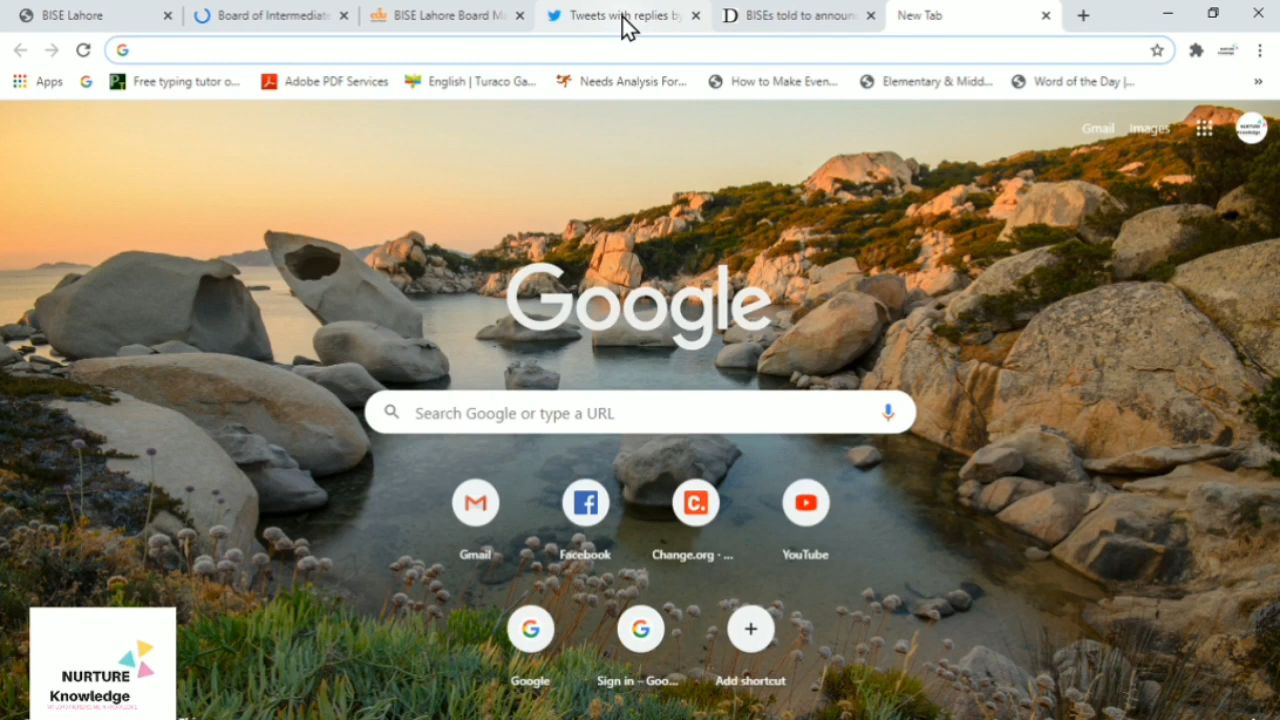 BISE Lahore
Board of Intermediate
BISE Lahore Board Ma
Tweets with replies by
BISEs told to announ
New Tab
Apps
Free typing tutor o...
Adobe PDF Services
English | Turaco Ga...
Needs Analysis For...
How to Make Even...
Elementary & Midd...
Word of the Day |...
Gmail
Images
Google
Search Google or type a URL
Gmail
Facebook
Change.org · ...
YouTube
Google
Sign in - Goo...
Add shortcut
NURTURE
Knowledge